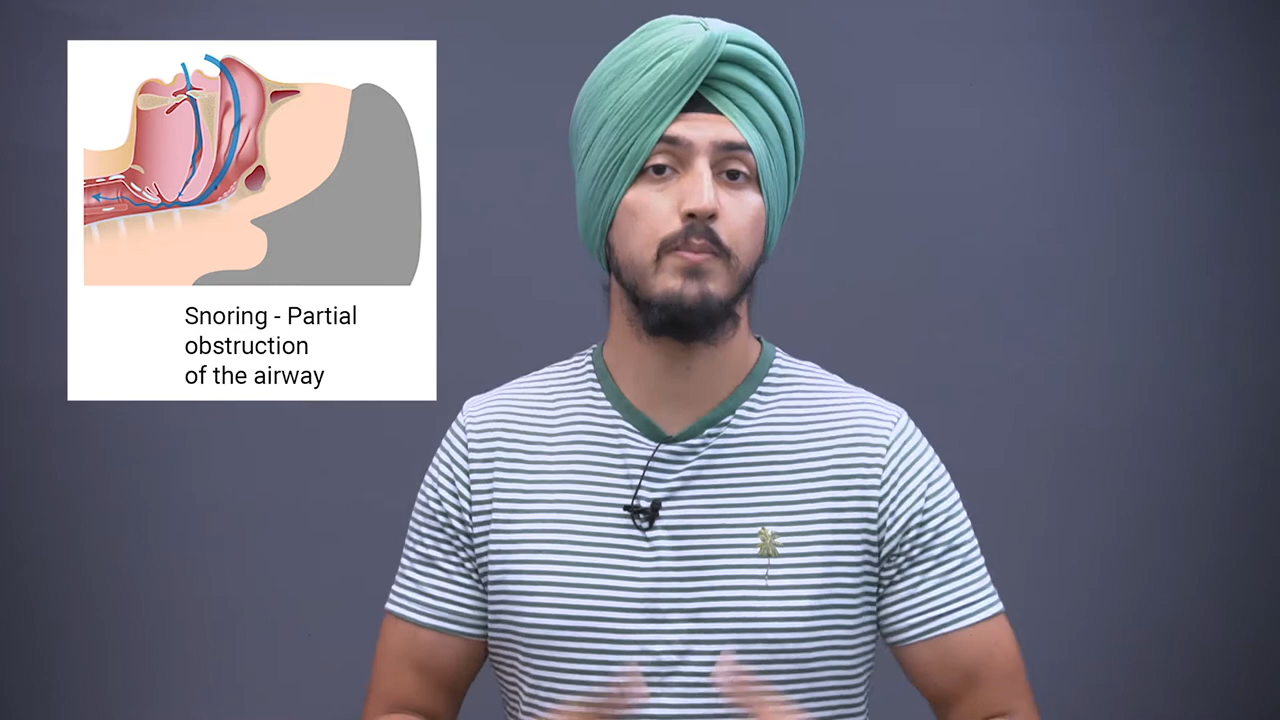 Snoring - Partial
obstruction
of the airway